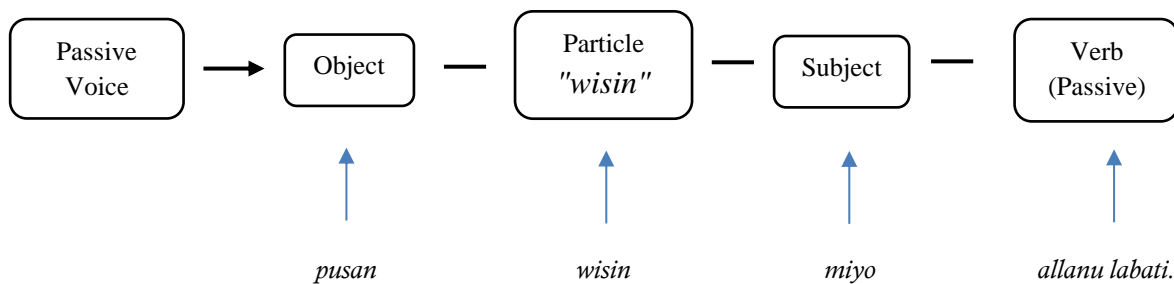 Passive
Voice
Object
Particle
"wisin"
Subject
Verb
(Passive)
pusan
wisin
miyo
allanu labati.